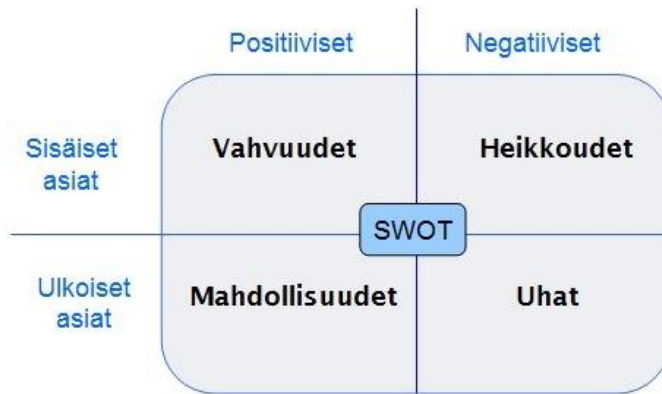 Positiiviset
Negatiiviset
Sisäiset
asiat
Vahvuudet
Heikkoudet
SWOT
Ulkoiset
asiat
Mahdollisuudet
Uhat